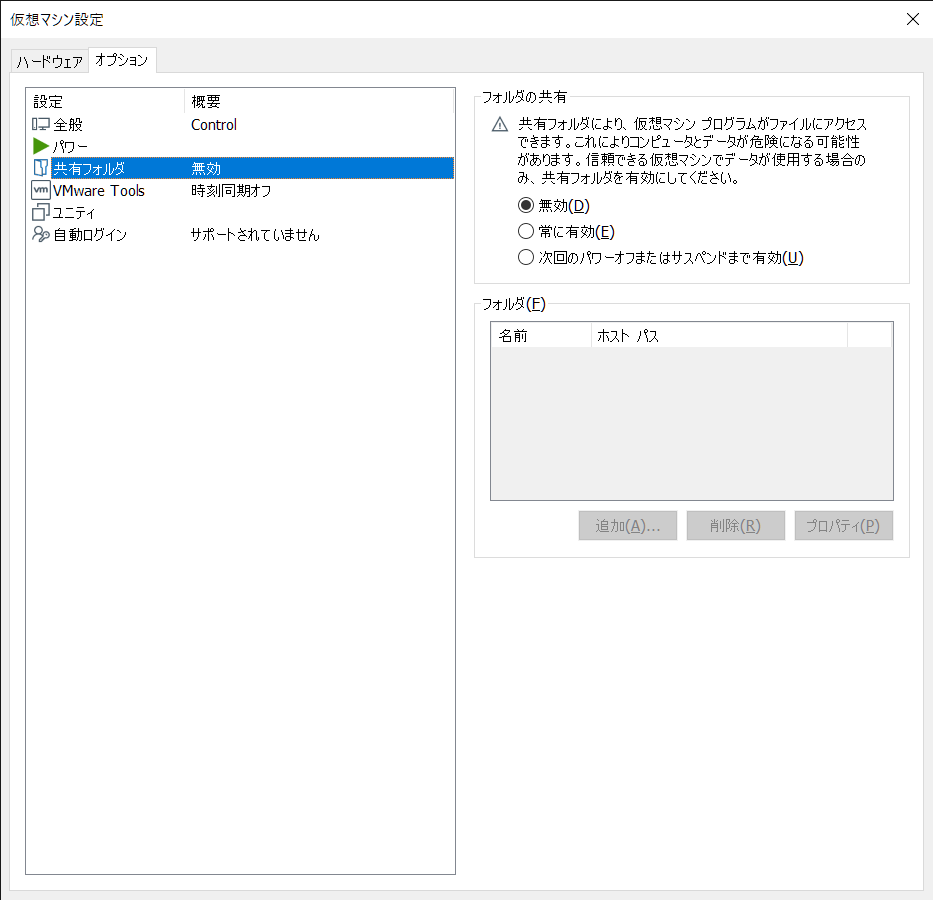 仮想マシン設定
ハードウェア オプション
設定 概要
全般 Control
パワー
共有フォルダ 無効
VMware Tools 時刻同期オフ
ユニティ
自動ログイン サポートされていません
フォルダの共有
共有フォルダにより、仮想マシン プログラムがファイルにアクセス
できます。これによりコンピュータとデータが危険になる可能性
があります。信頼できる仮想マシンでデータが使用する場合の
み、共有フォルダを有効にしてください。
無効(D)
常に有効(E)
次回のパワーオフまたはサスペンドまで有効(U)
フォルダ(F)
名前 ホスト パス
追加(A)... 削除(R) プロパティ(P)
vm